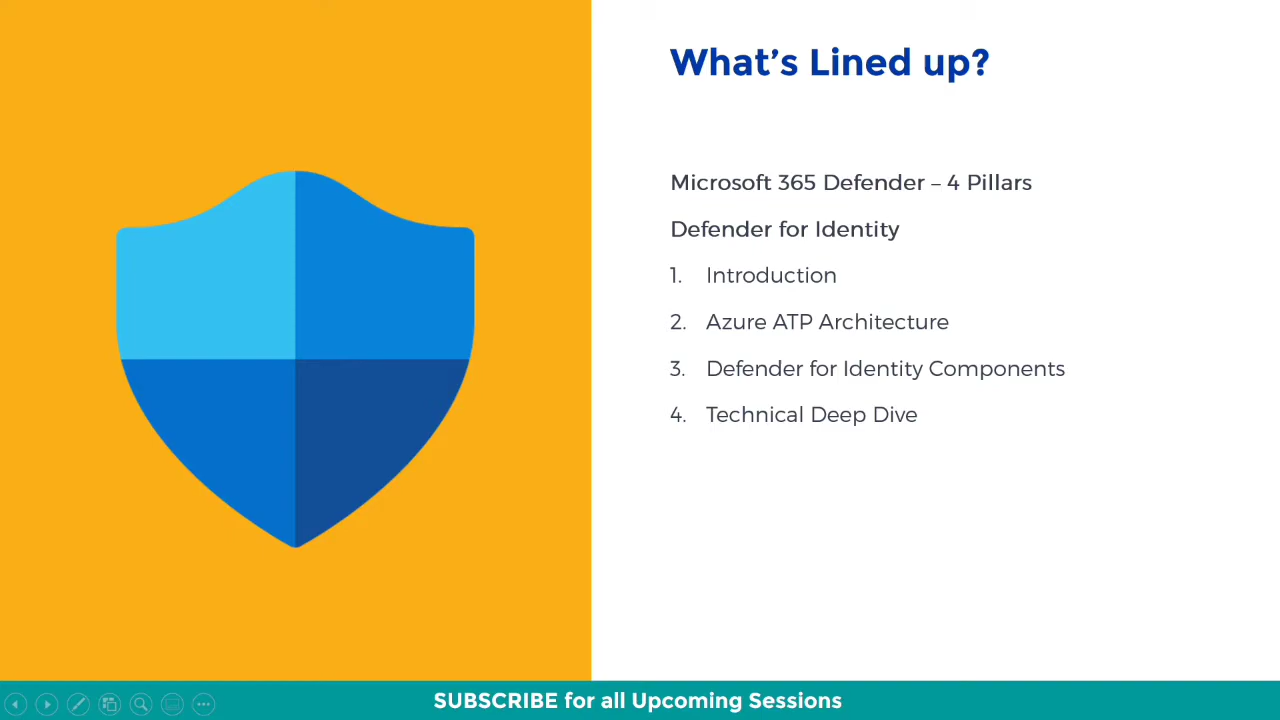 What's Lined up?
Microsoft 365 Defender – 4 Pillars
Defender for Identity
1. Introduction
2. Azure ATP Architecture
3. Defender for Identity Components
4. Technical Deep Dive
SUBSCRIBE for all Upcoming Sessions